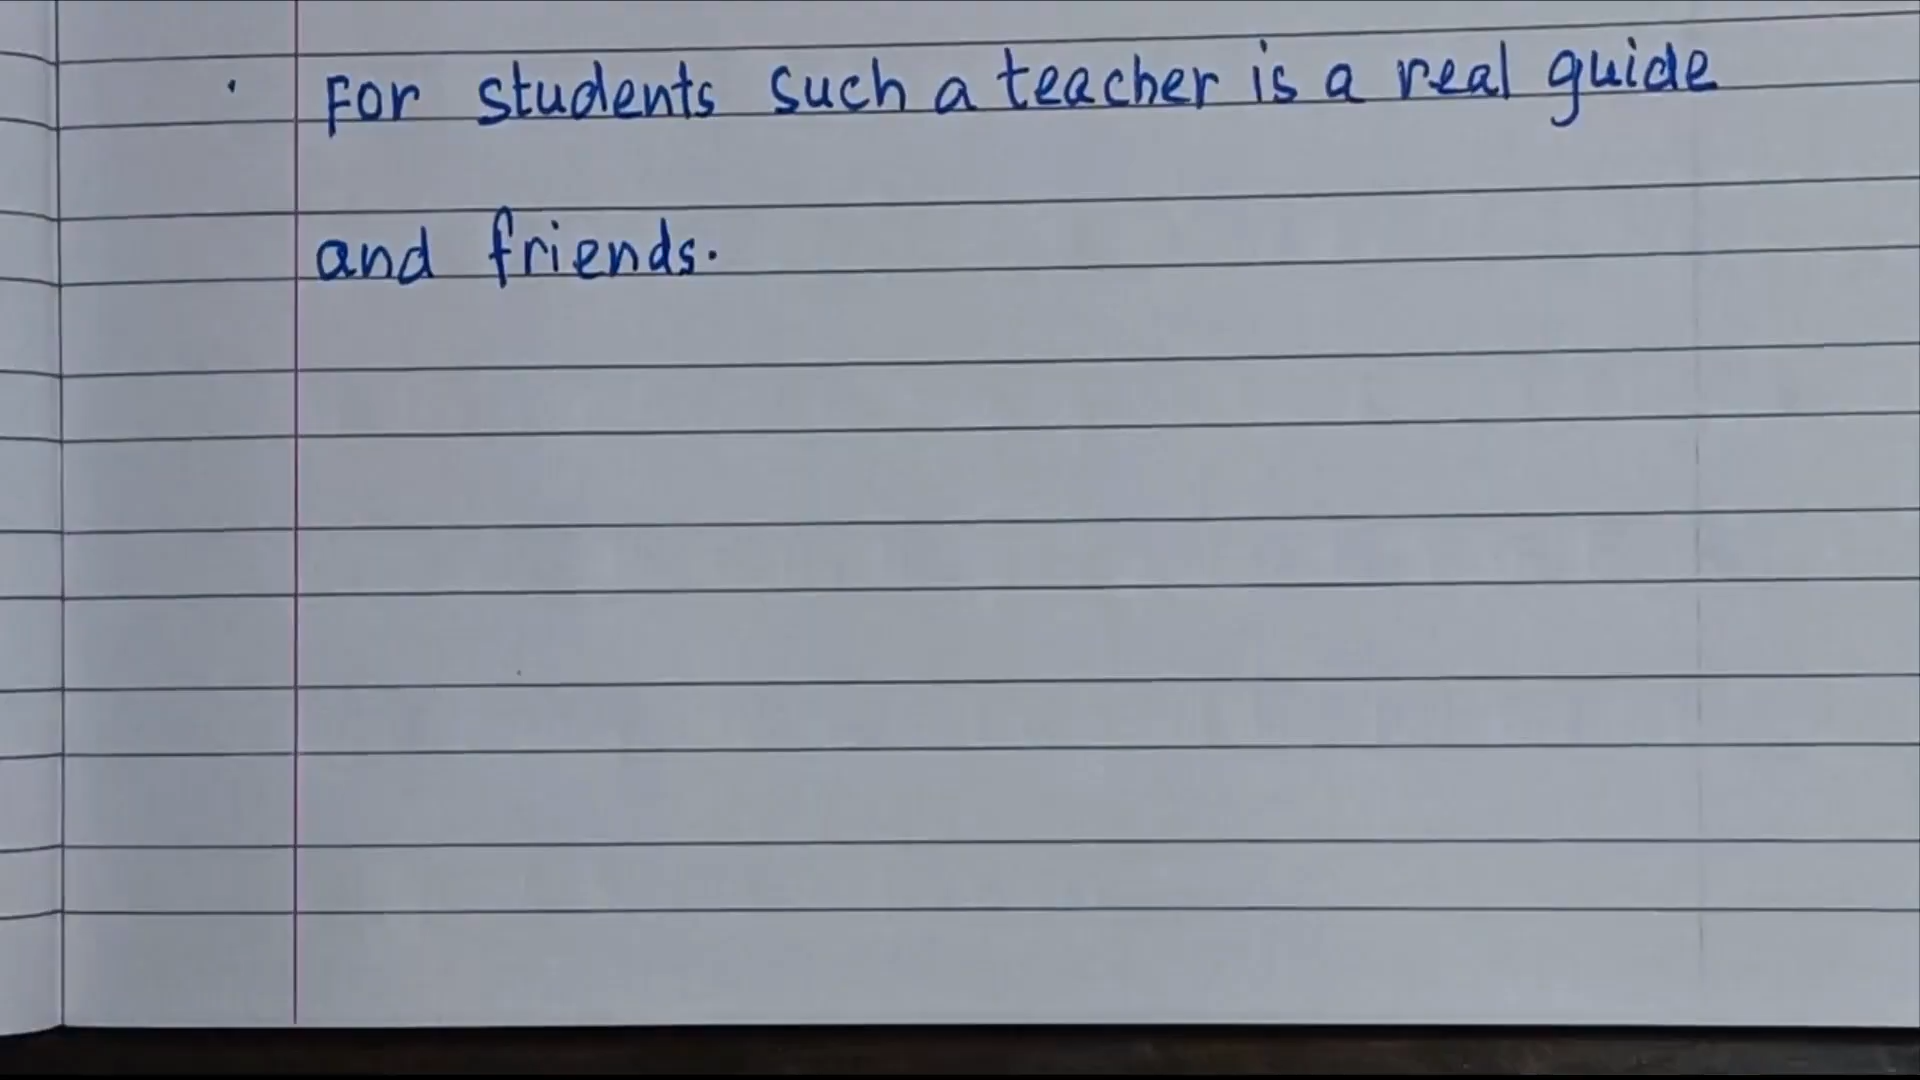 For students such a teacher is a real guide
and friends.